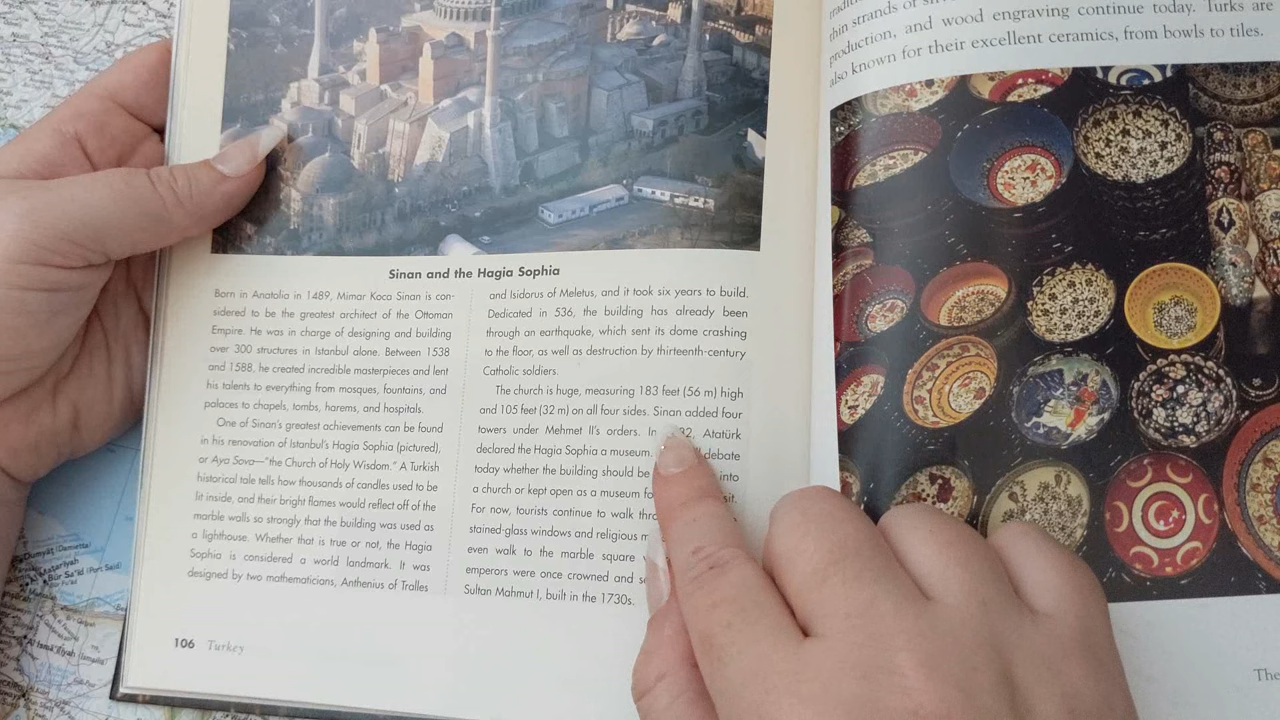 thin strands of
production, and wood engraving continue today. Turks are
also known for their excellent ceramics, from bowls to tiles.
Sinan and the Hagia Sophia
Born in Anatolia in 1489, Mimar Koca Sinan is con-
sidered to be the greatest architect of the Ottoman
Empire. He was in charge of designing and building
over 300 structures in Istanbul alone. Between 1538
and 1588, he created incredible masterpieces and lent
his talents to everything from mosques, fountains, and
palaces to chapels, tombs, harems, and hospitals.
One of Sinan's greatest achievements can be found
in his renovation of Istanbul's Hagia Sophia (pictured),
or Aya Sova—"the Church of Holy Wisdom." A Turkish
historical tale tells how thousands of candles used to be
lit inside, and their bright flames would reflect off of the
marble walls so strongly that the building was used as
a lighthouse. Whether that is true or not, the Hagia
Sophia is considered a world landmark. It was
designed by two mathematicians, Anthenius of Tralles
and Isidorus of Meletus, and it took six years to build.
Dedicated in 536, the building has already been
through an earthquake, which sent its dome crashing
to the floor, as well as destruction by thirteenth-century
Catholic soldiers.
The church is huge, measuring 183 feet (56 m) high
and 105 feet (32 m) on all four sides. Sinan added four
towers under Mehmet II's orders. In 32, Atatürk
declared the Hagia Sophia a museum. debate
today whether the building should be into
a church or kept open as a museum sit.
For now, tourists continue to walk
stained-glass windows and religious
even walk to the marble square
emperors were once crowned and
Sultan Mahmut I, built in the 1730s.
106 Turkey
The
Dumyāţ (Damietta)
Būr Sa'īd (Port Said)